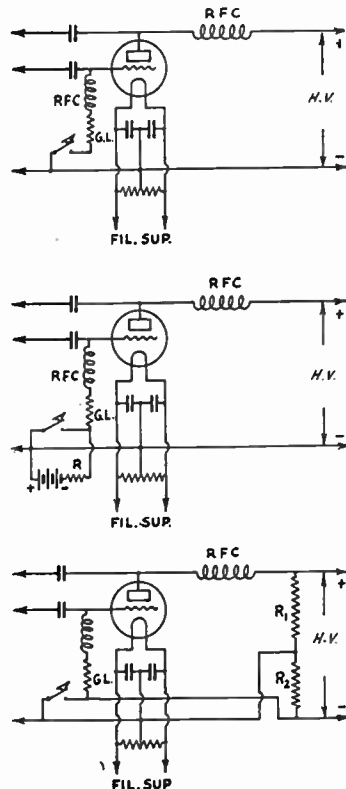 RFC
+
RFC
H.V.
G.L.
−
FIL. SUP.
RFC
+
RFC
H.V.
G.L.
−
+ − R
FIL. SUP.
RFC
+
R1
H.V.
G.L.
R2
−
FIL. SUP